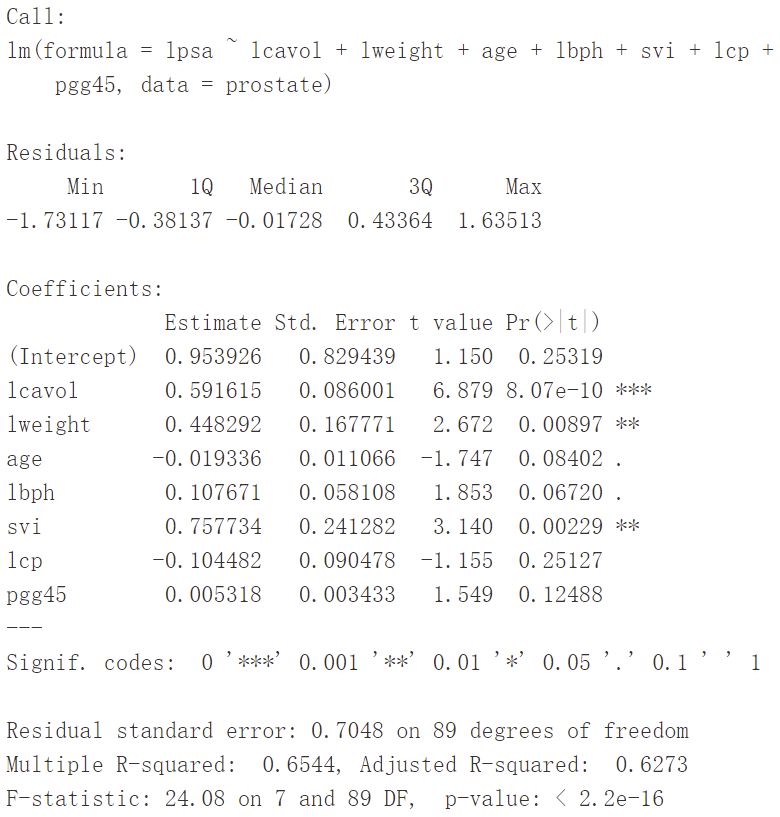 Call:
lm(formula = lpsa ~ lcavol + lweight + age + lbph + svi + lcp +
    pgg45, data = prostate)

Residuals:
     Min       1Q   Median       3Q      Max
-1.73117 -0.38137 -0.01728  0.43364  1.63513

Coefficients:
             Estimate Std. Error t value Pr(>|t|)
(Intercept)  0.953926   0.829439   1.150  0.25319
lcavol       0.591615   0.086001   6.879 8.07e-10 ***
lweight      0.448292   0.167771   2.672  0.00897 **
age         -0.019336   0.011066  -1.747  0.08402 .
lbph         0.107671   0.058108   1.853  0.06720 .
svi          0.757734   0.241282   3.140  0.00229 **
lcp         -0.104482   0.090478  -1.155  0.25127
pgg45        0.005318   0.003433   1.549  0.12488
---
Signif. codes:  0 '***' 0.001 '**' 0.01 '*' 0.05 '.' 0.1 ' ' 1

Residual standard error: 0.7048 on 89 degrees of freedom
Multiple R-squared:  0.6544, Adjusted R-squared:  0.6273
F-statistic: 24.08 on 7 and 89 DF,  p-value: < 2.2e-16